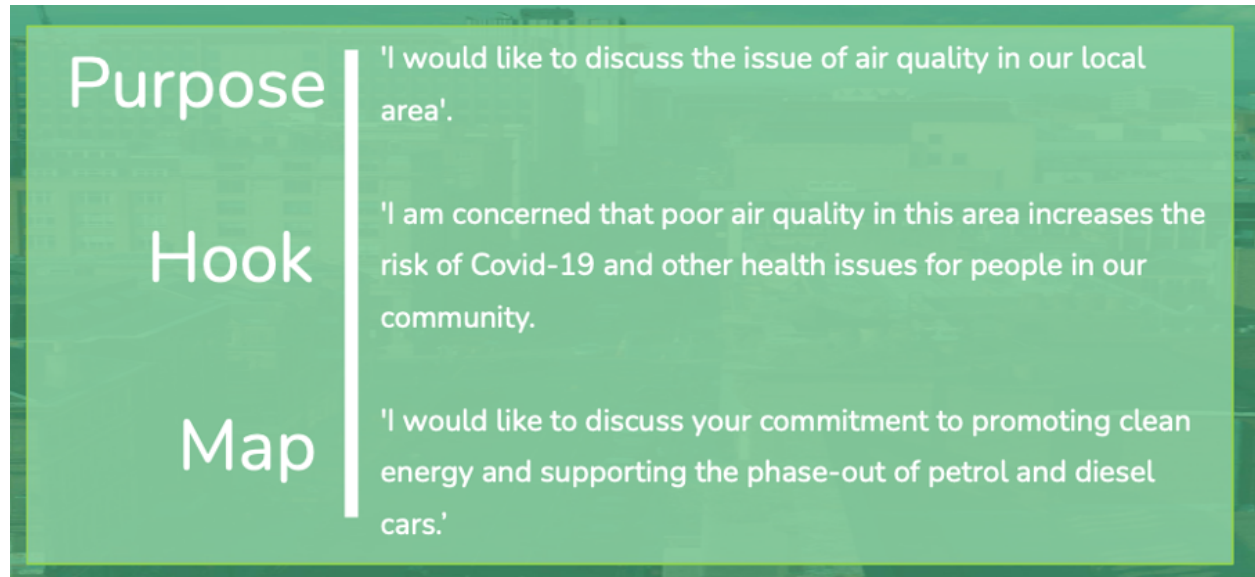 Purpose
'I would like to discuss the issue of air quality in our local
area'.
Hook
'I am concerned that poor air quality in this area increases the
risk of Covid-19 and other health issues for people in our
community.
Map
'I would like to discuss your commitment to promoting clean
energy and supporting the phase-out of petrol and diesel
cars.’